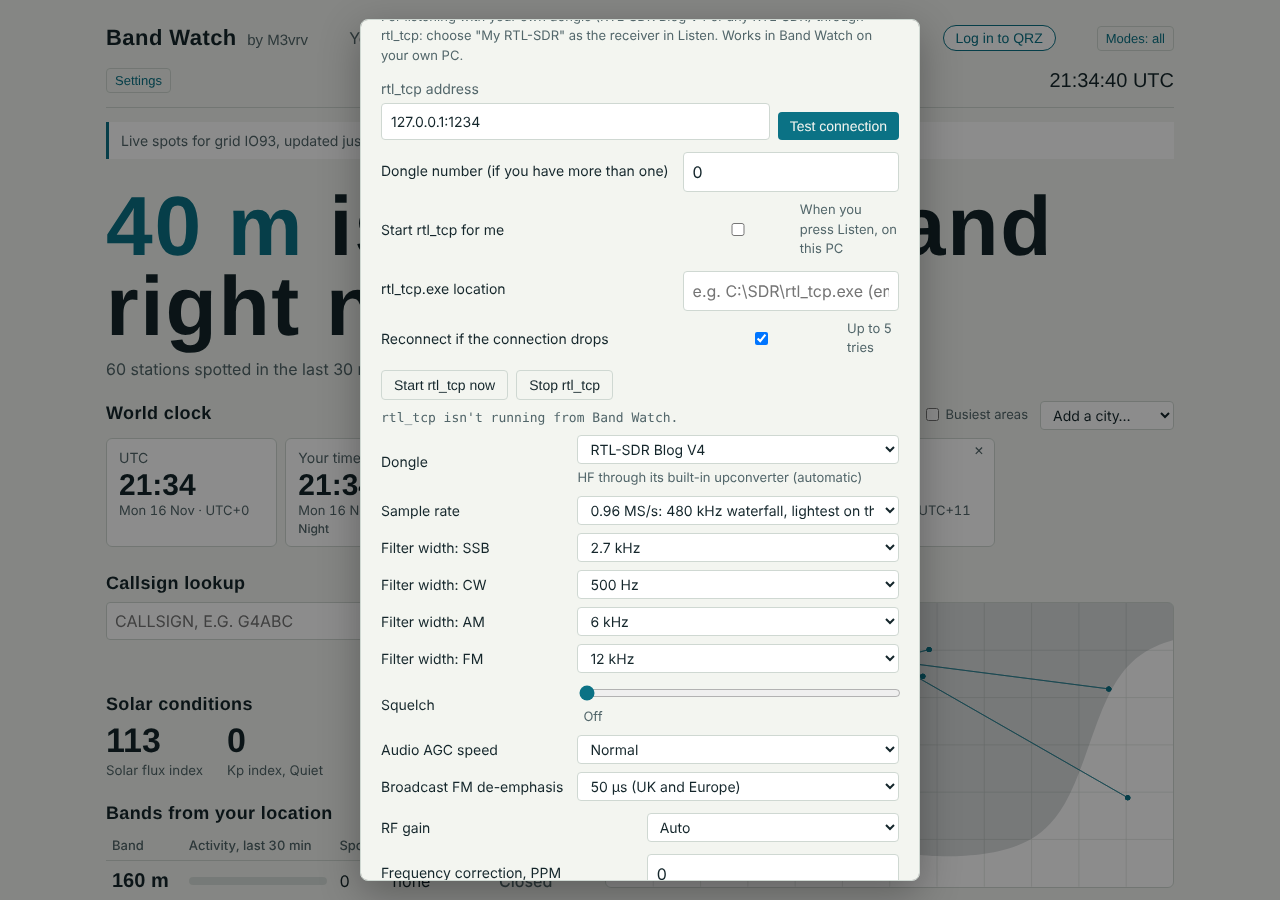 Band Watch by M3vrv
Log in to QRZ
Modes: all
Settings
21:34:40 UTC
Live spots for grid IO93, updated jus
40 m
and
right n
60 stations spotted in the last 30
World clock
Busiest areas
Add a city...
UTC
21:34
Mon 16 Nov · UTC+0
Your time
21:34
Mon 16 N
Night
×
UTC+11
Callsign lookup
CALLSIGN, E.G. G4ABC
Solar conditions
113
Solar flux index
0
Kp index, Quiet
Bands from your location
Band
Activity, last 30 min
Spo
160 m
0
none
Closed
rtl_tcp: choose "My RTL-SDR" as the receiver in Listen. Works in Band Watch on
your own PC.
rtl_tcp address
127.0.0.1:1234
Test connection
Dongle number (if you have more than one)
0
Start rtl_tcp for me
When you
press Listen, on
this PC
rtl_tcp.exe location
e.g. C:\SDR\rtl_tcp.exe (en
Reconnect if the connection drops
Up to 5
tries
Start rtl_tcp now
Stop rtl_tcp
rtl_tcp isn't running from Band Watch.
Dongle
RTL-SDR Blog V4
HF through its built-in upconverter (automatic)
Sample rate
0.96 MS/s: 480 kHz waterfall, lightest on th
Filter width: SSB
2.7 kHz
Filter width: CW
500 Hz
Filter width: AM
6 kHz
Filter width: FM
12 kHz
Squelch
Off
Audio AGC speed
Normal
Broadcast FM de-emphasis
50 µs (UK and Europe)
RF gain
Auto
Frequency correction, PPM
0